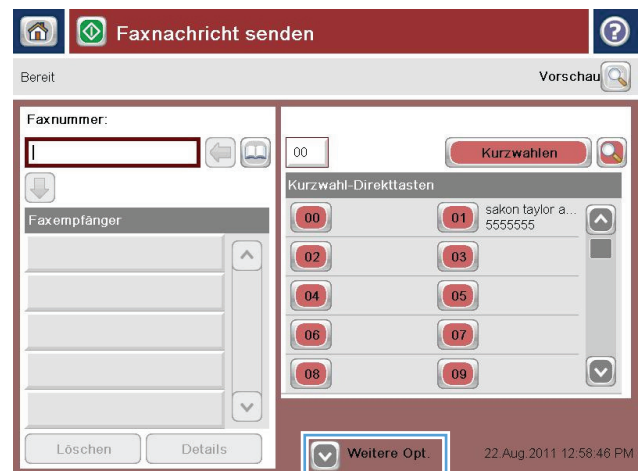 Faxnachricht senden
Bereit
Vorschau
Faxnummer:
Faxempfänger
Löschen
Details
00
Kurzwahlen
Kurzwahl-Direkttasten
00
01 sakon taylor a...
5555555
02 03
04 05
06 07
08 09
Weitere Opt.
22.Aug.2011 12:58:46 PM